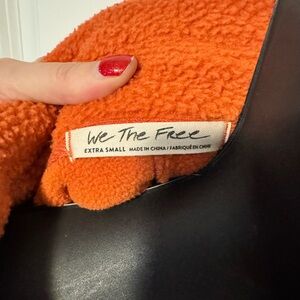 We The Free
EXTRA SMALL MADE IN CHINA / FABRIQUÉ EN CHINE